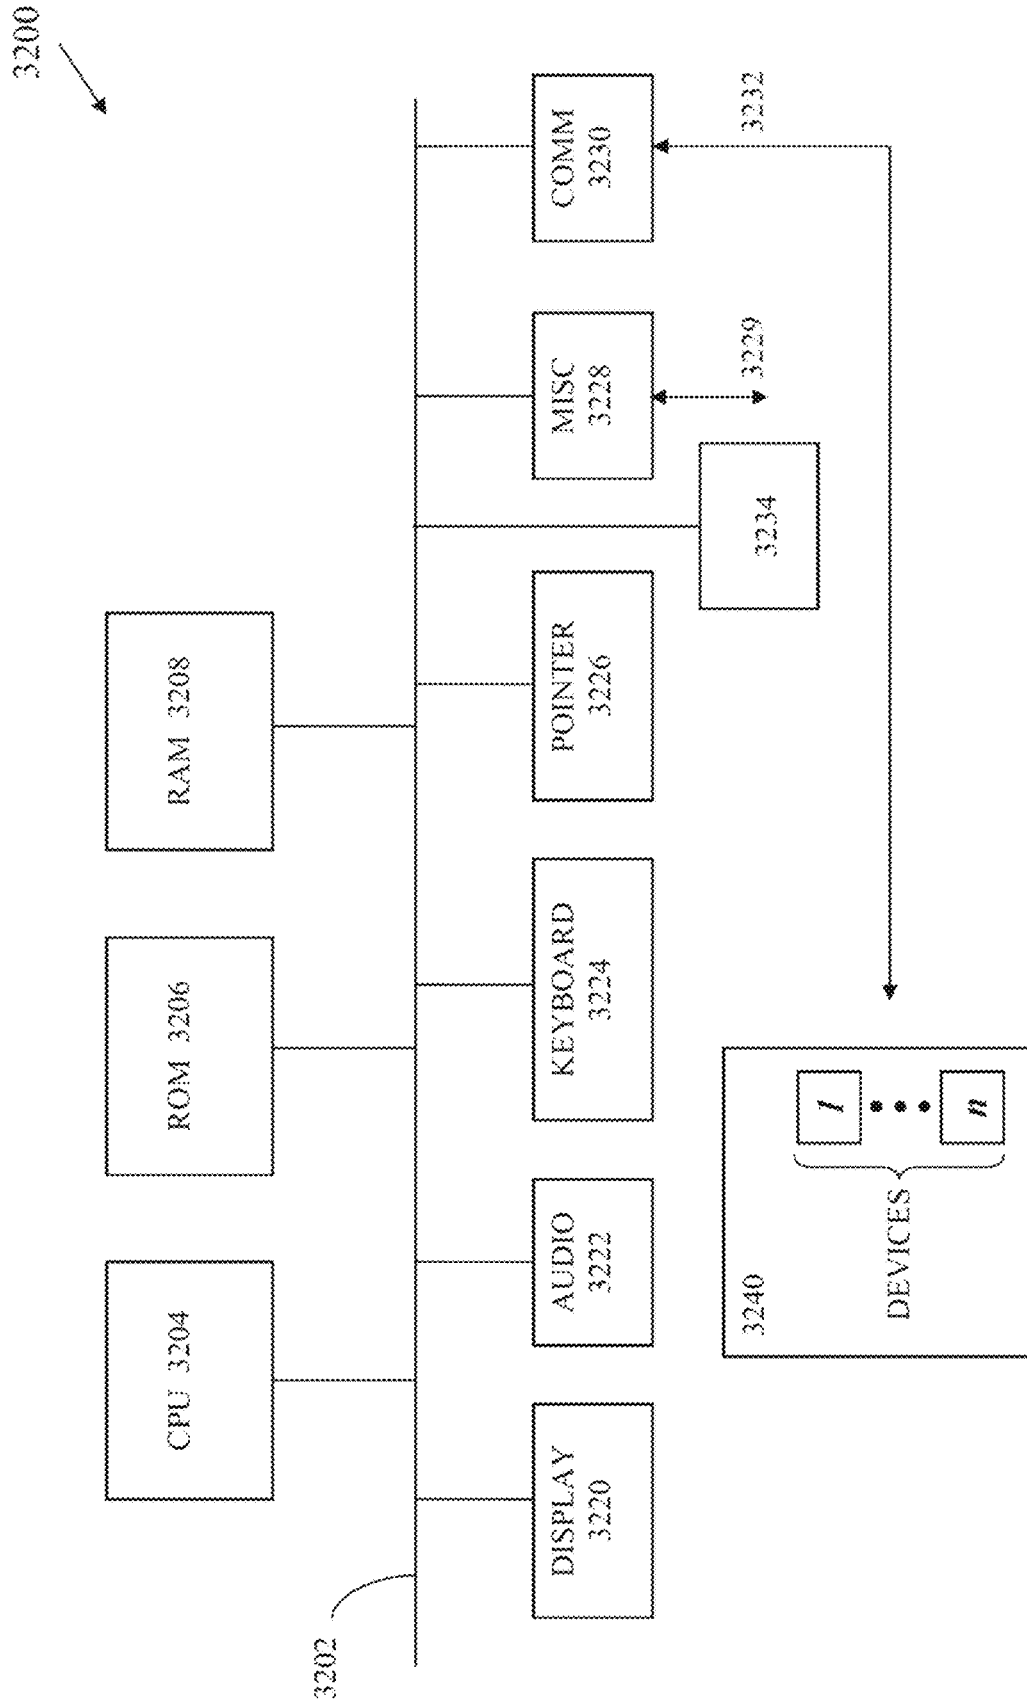 3200
CPU 3204
ROM 3206
RAM 3208
3202
DISPLAY
3220
AUDIO
3222
KEYBOARD
3224
POINTER
3226
MISC
3228
COMM
3230
3234
3229
3232
3240
DEVICES
1
n